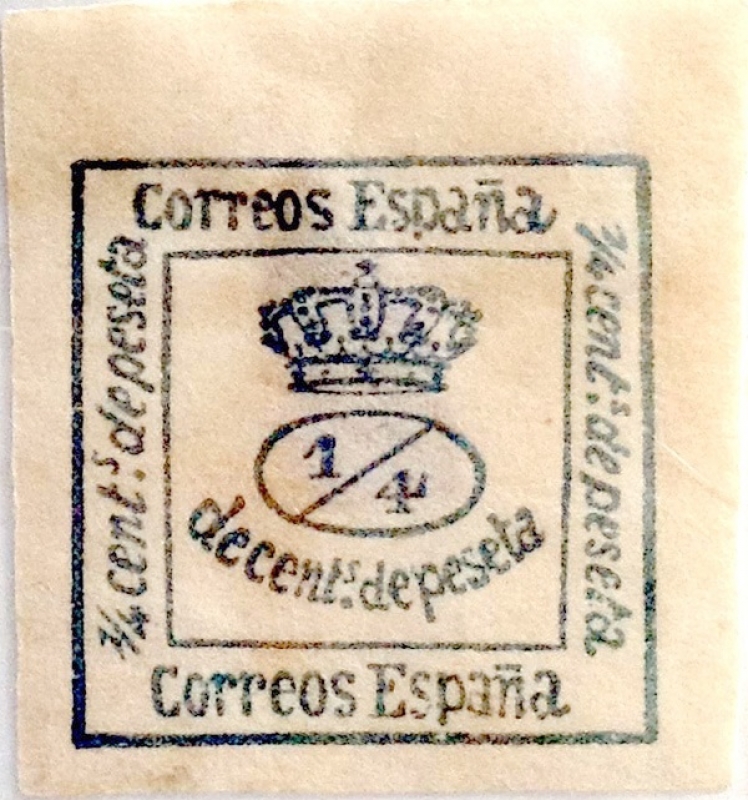 Correos España
¼ cent.s de peseta
¼ cent.s de peseta
1/4
de cent.s de peseta
Correos España